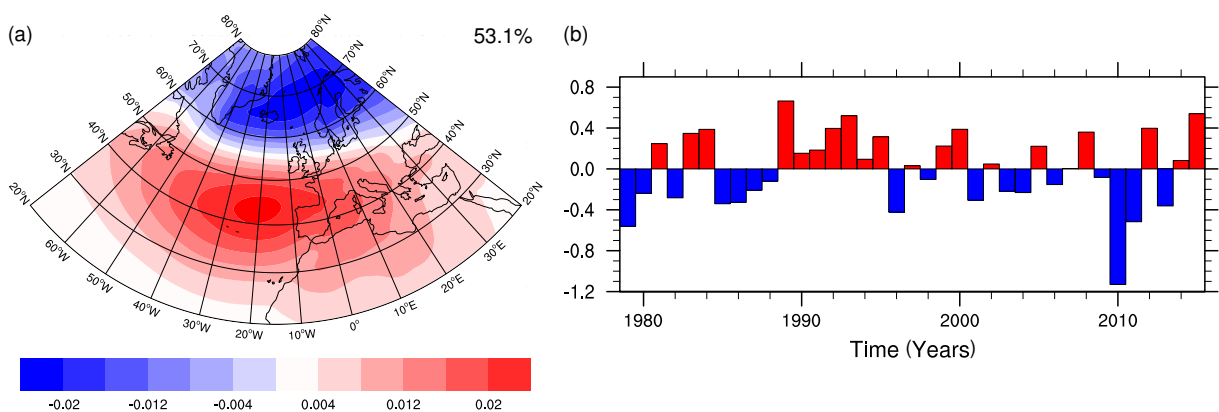 (a)
53.1%
80°N
70°N
60°N
50°N
40°N
20°N
80°N
70°N
60°N
50°N
40°N
30°N
20°N
60°W
50°W
40°W
30°W
20°W
10°W
0°
10°E
20°E
30°E
-0.02 -0.012 -0.004 0.004 0.012 0.02
(b)
0.8
0.4
0.0
-0.4
-0.8
-1.2
1980 1990 2000 2010
Time (Years)